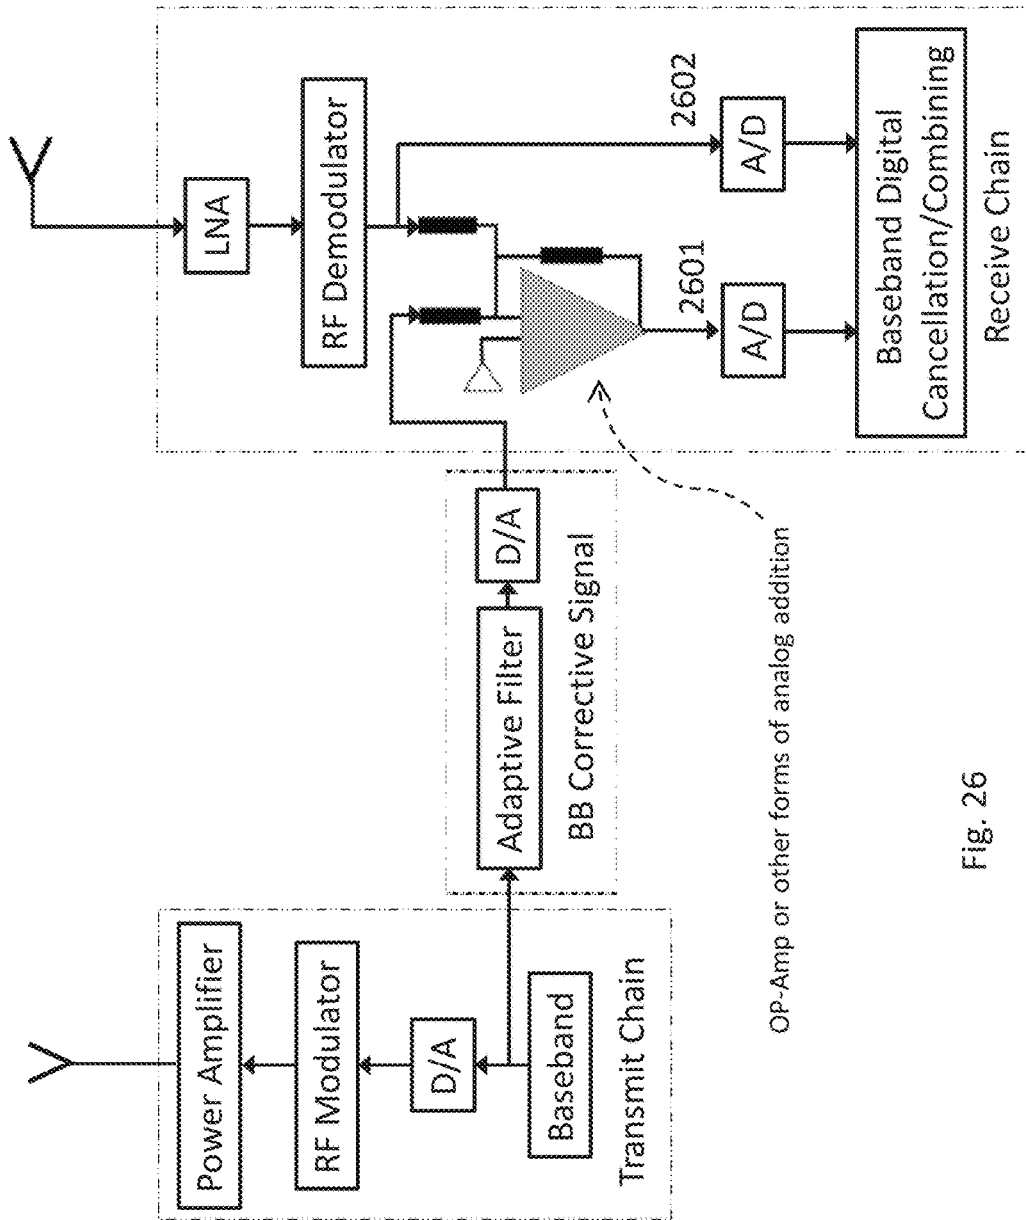 Power Amplifier
RF Modulator
D/A
Baseband
Transmit Chain
Adaptive Filter
D/A
BB Corrective Signal
LNA
RF Demodulator
2601
2602
A/D
A/D
Baseband Digital
Cancellation/Combining
Receive Chain
OP-Amp or other forms of analog addition
Fig. 26